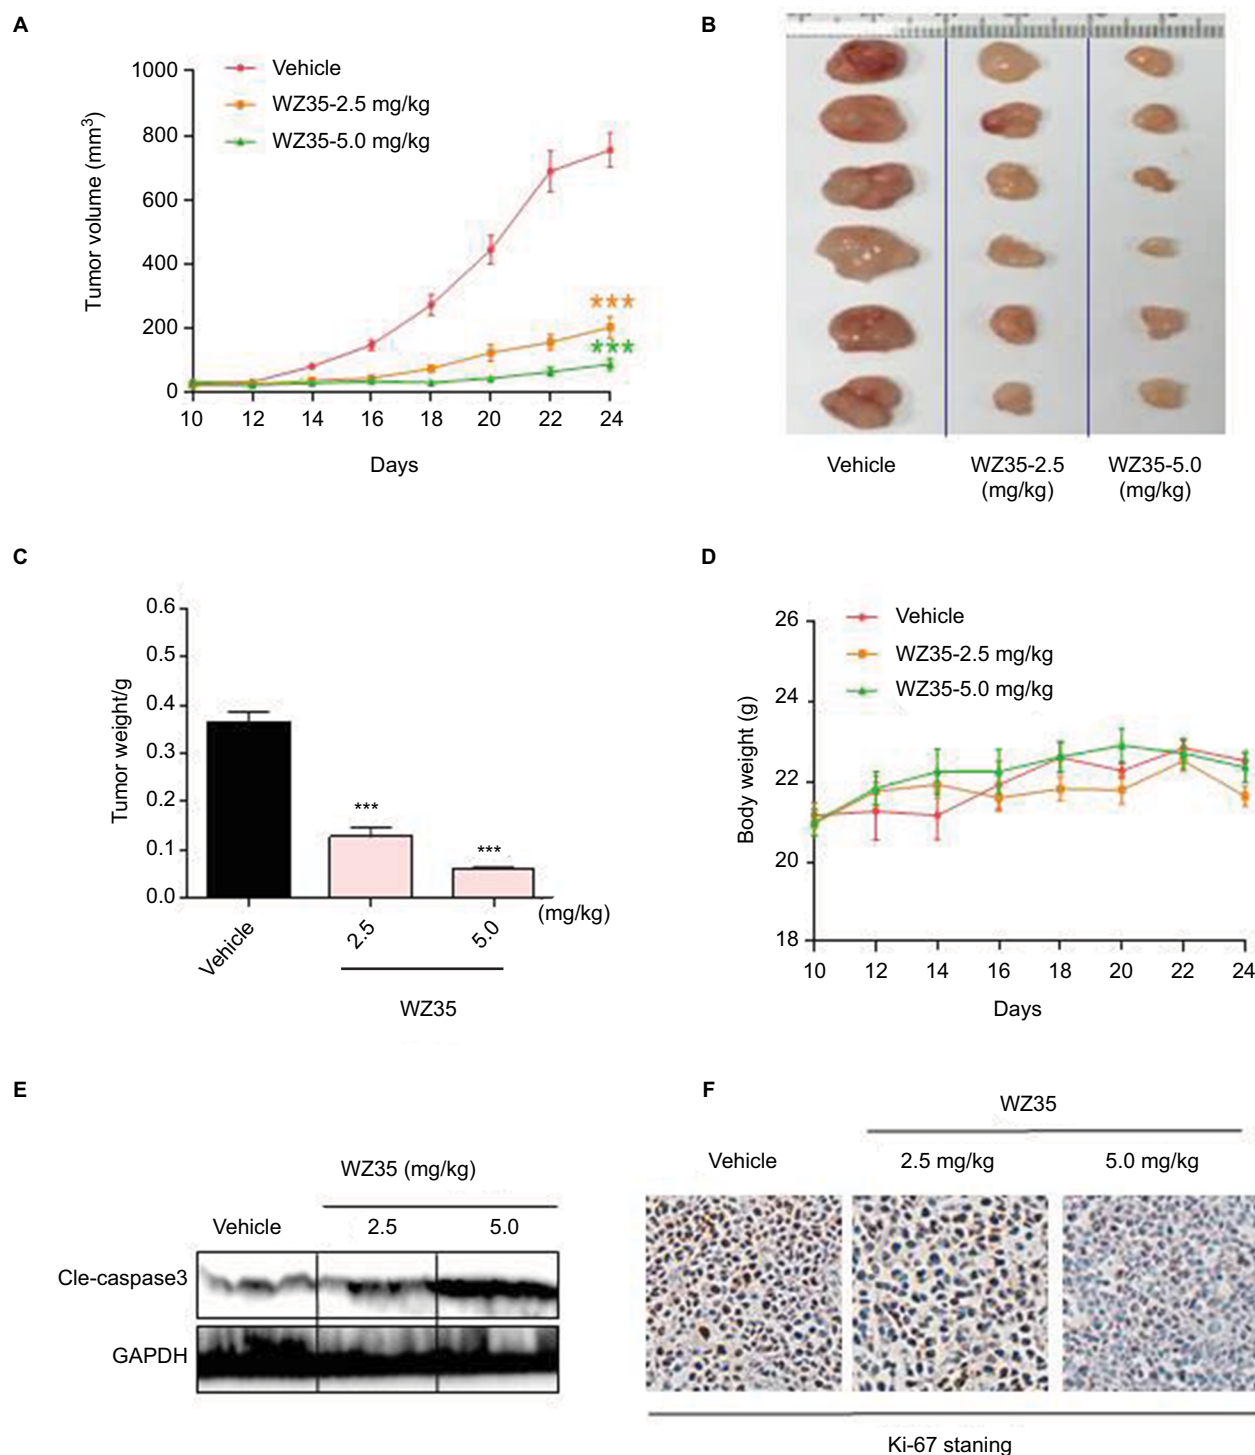 A
1000
800
600
400
200
0
Tumor volume (mm³)
Vehicle
WZ35-2.5 mg/kg
WZ35-5.0 mg/kg
***
***
10 12 14 16 18 20 22 24
Days
B
Vehicle
WZ35-2.5
(mg/kg)
WZ35-5.0
(mg/kg)
C
0.6
0.5
0.4
0.3
0.2
0.1
0.0
Tumor weight/g
***
***
Vehicle
2.5
5.0
(mg/kg)
WZ35
D
26
24
22
20
18
Body weight (g)
Vehicle
WZ35-2.5 mg/kg
WZ35-5.0 mg/kg
10 12 14 16 18 20 22 24
Days
E
WZ35 (mg/kg)
Vehicle 2.5 5.0
Cle-caspase3
GAPDH
F
WZ35
Vehicle 2.5 mg/kg 5.0 mg/kg
Ki-67 staning